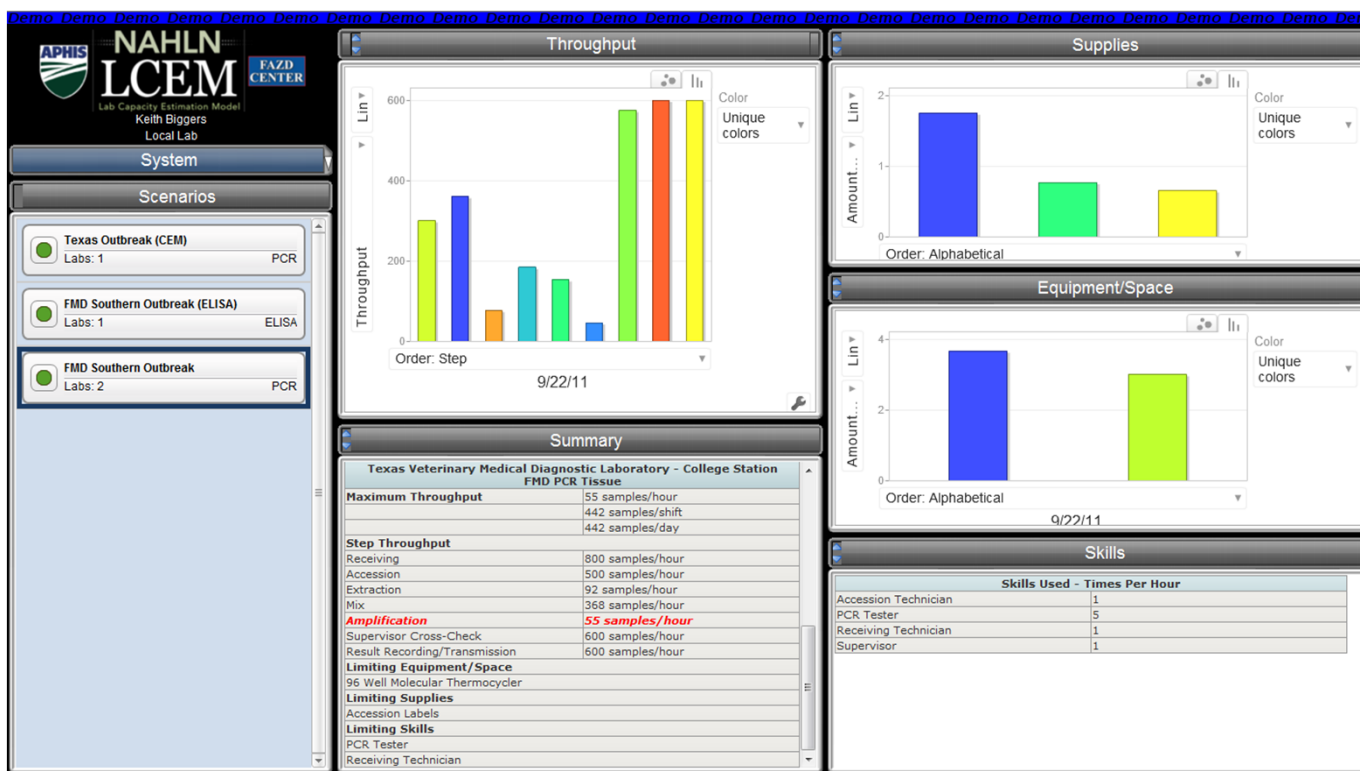 Demo Demo Demo Demo Demo Demo Demo Demo Demo Demo Demo Demo Demo Demo Demo Demo Demo Demo Demo Demo Demo Demo Demo Demo Demo
APHIS
NAHLN
LCEM
Lab Capacity Estimation Model
FAZD
CENTER
Keith Biggers
Local Lab
System
Scenarios
Texas Outbreak (CEM)
Labs: 1 PCR
FMD Southern Outbreak (ELISA)
Labs: 1 ELISA
FMD Southern Outbreak
Labs: 2 PCR
Throughput
Lin
Throughput
600
400
200
0
Color
Unique
colors
Order: Step
9/22/11
Summary
Texas Veterinary Medical Diagnostic Laboratory - College Station
FMD PCR Tissue
Maximum Throughput 55 samples/hour
442 samples/shift
442 samples/day
Step Throughput
Receiving 800 samples/hour
Accession 500 samples/hour
Extraction 92 samples/hour
Mix 368 samples/hour
Amplification 55 samples/hour
Supervisor Cross-Check 600 samples/hour
Result Recording/Transmission 600 samples/hour
Limiting Equipment/Space
96 Well Molecular Thermocycler
Limiting Supplies
Accession Labels
Limiting Skills
PCR Tester
Receiving Technician
Supplies
Lin
Amount...
2
1
0
Color
Unique
colors
Order: Alphabetical
Equipment/Space
Lin
Amount...
4
2
0
Color
Unique
colors
Order: Alphabetical
9/22/11
Skills
Skills Used - Times Per Hour
Accession Technician 1
PCR Tester 5
Receiving Technician 1
Supervisor 1